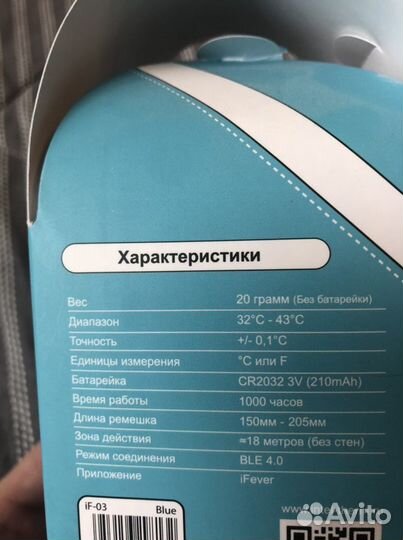 Характеристики
Вес 20 грамм (Без батарейки)
Диапазон 32°C - 43°C
Точность +/- 0,1°C
Единицы измерения °C или F
Батарейка CR2032 3V (210mAh)
Время работы 1000 часов
Длина ремешка 150мм - 205мм
Зона действия ≈18 метров (без стен)
Режим соединения BLE 4.0
Приложение iFever
iF-03 Blue
Avito